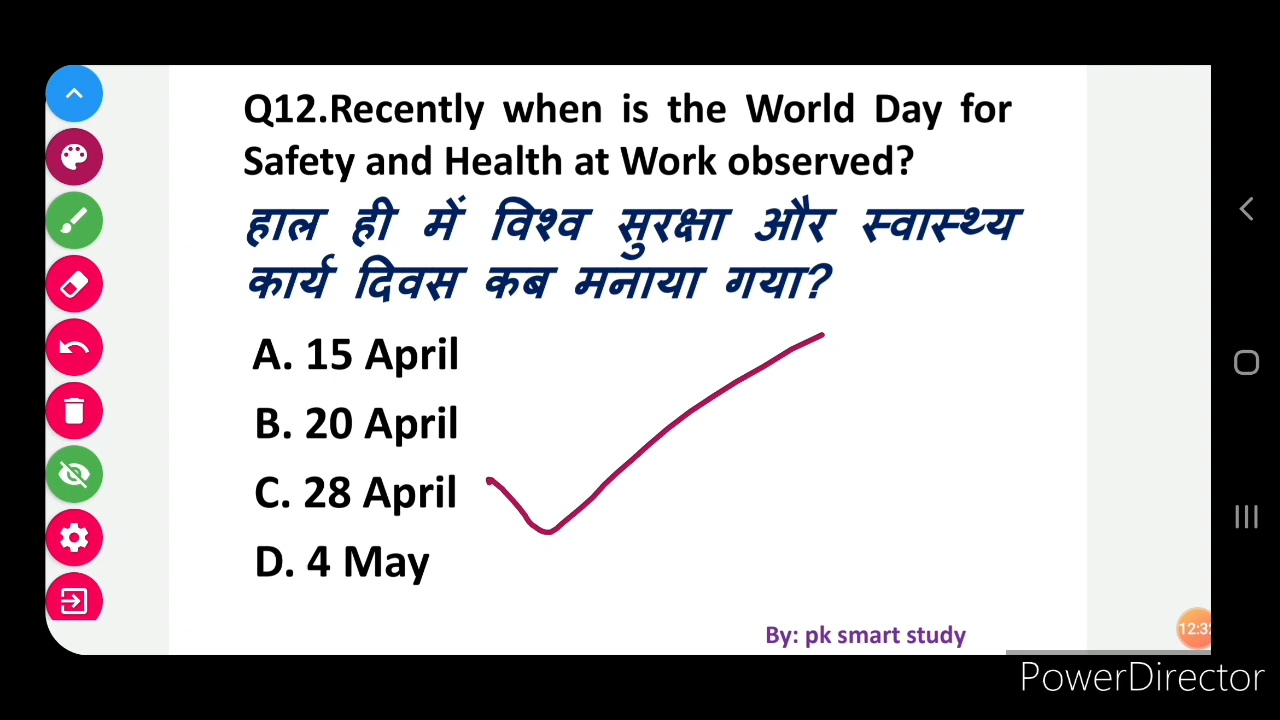 Q12.Recently when is the World Day for
Safety and Health at Work observed?
हाल ही में विश्व सुरक्षा और स्वास्थ्य
कार्य दिवस कब मनाया गया?
A. 15 April
B. 20 April
C. 28 April
D. 4 May
By: pk smart study
PowerDirector